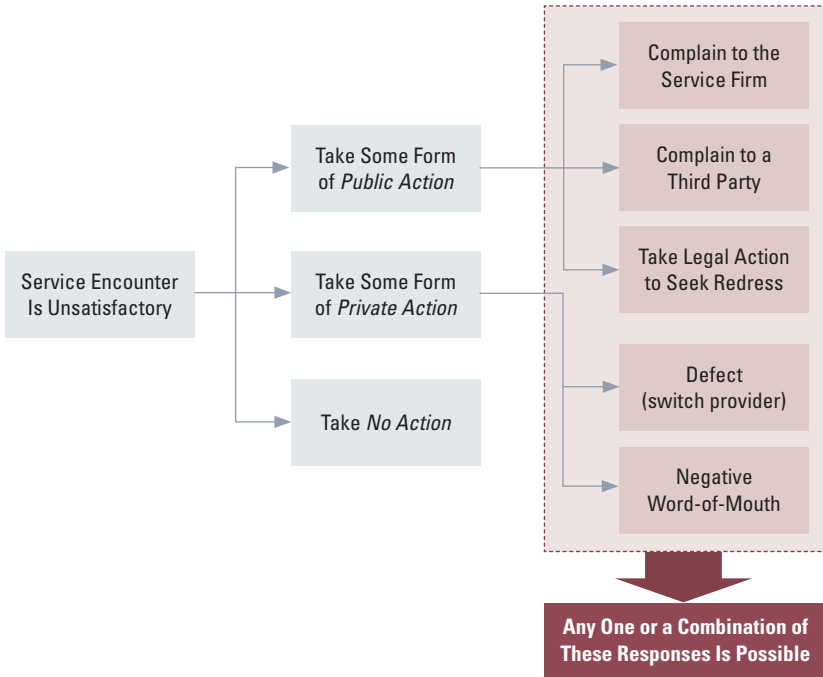 Service Encounter
Is Unsatisfactory
Take Some Form
of Public Action
Take Some Form
of Private Action
Take No Action
Complain to the
Service Firm
Complain to a
Third Party
Take Legal Action
to Seek Redress
Defect
(switch provider)
Negative
Word-of-Mouth
Any One or a Combination of
These Responses Is Possible